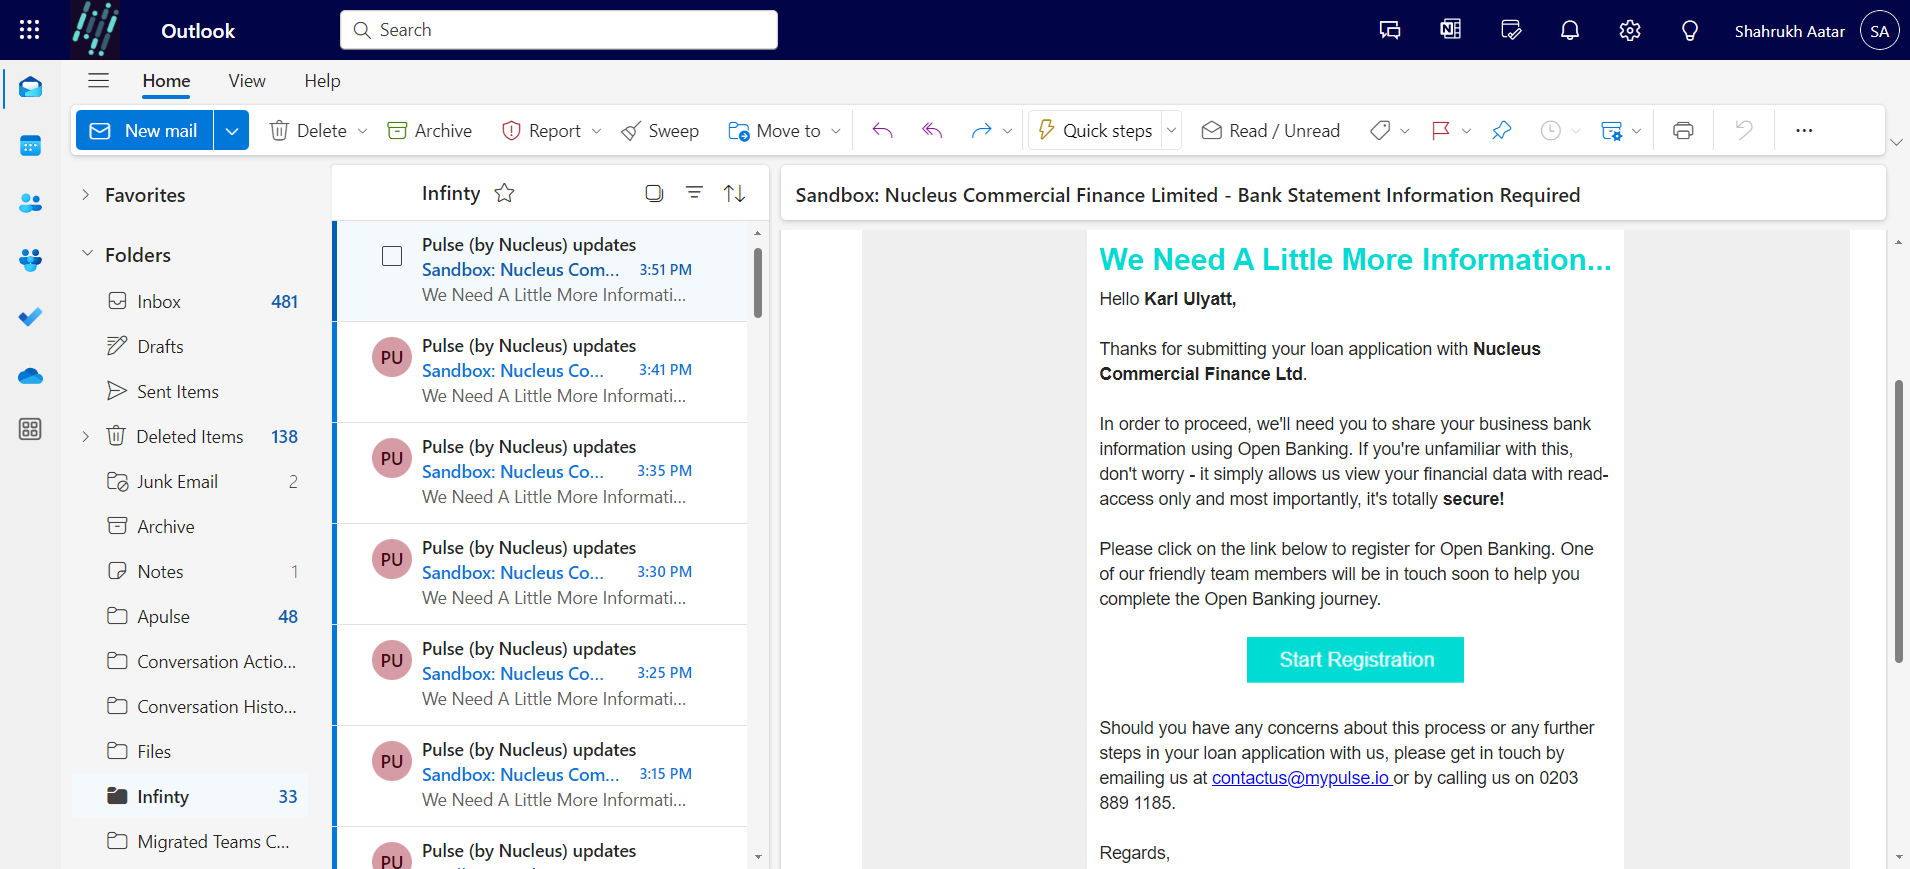 Outlook
Search
Shahrukh Aatar
SA
Home
View
Help
New mail
Delete
Archive
Report
Sweep
Move to
Quick steps
Read / Unread
Favorites
Folders
Inbox 481
Drafts
Sent Items
Deleted Items 138
Junk Email 2
Archive
Notes 1
Apulse 48
Conversation Actio...
Conversation Histo...
Files
Infinty 33
Migrated Teams C...
Infinty
Pulse (by Nucleus) updates
Sandbox: Nucleus Com... 3:51 PM
We Need A Little More Informati...
PU
Pulse (by Nucleus) updates
Sandbox: Nucleus Co... 3:41 PM
We Need A Little More Informati...
PU
Pulse (by Nucleus) updates
Sandbox: Nucleus Co... 3:35 PM
We Need A Little More Informati...
PU
Pulse (by Nucleus) updates
Sandbox: Nucleus Co... 3:30 PM
We Need A Little More Informati...
PU
Pulse (by Nucleus) updates
Sandbox: Nucleus Co... 3:25 PM
We Need A Little More Informati...
PU
Pulse (by Nucleus) updates
Sandbox: Nucleus Com... 3:15 PM
We Need A Little More Informati...
PU
Pulse (by Nucleus) updates
Sandbox: Nucleus Commercial Finance Limited - Bank Statement Information Required
We Need A Little More Information...
Hello Karl Ulyatt,
Thanks for submitting your loan application with Nucleus
Commercial Finance Ltd.
In order to proceed, we'll need you to share your business bank
information using Open Banking. If you're unfamiliar with this,
don't worry - it simply allows us view your financial data with read-
access only and most importantly, it's totally secure!
Please click on the link below to register for Open Banking. One
of our friendly team members will be in touch soon to help you
complete the Open Banking journey.
Start Registration
Should you have any concerns about this process or any further
steps in your loan application with us, please get in touch by
emailing us at contactus@mypulse.io or by calling us on 0203
889 1185.
Regards,